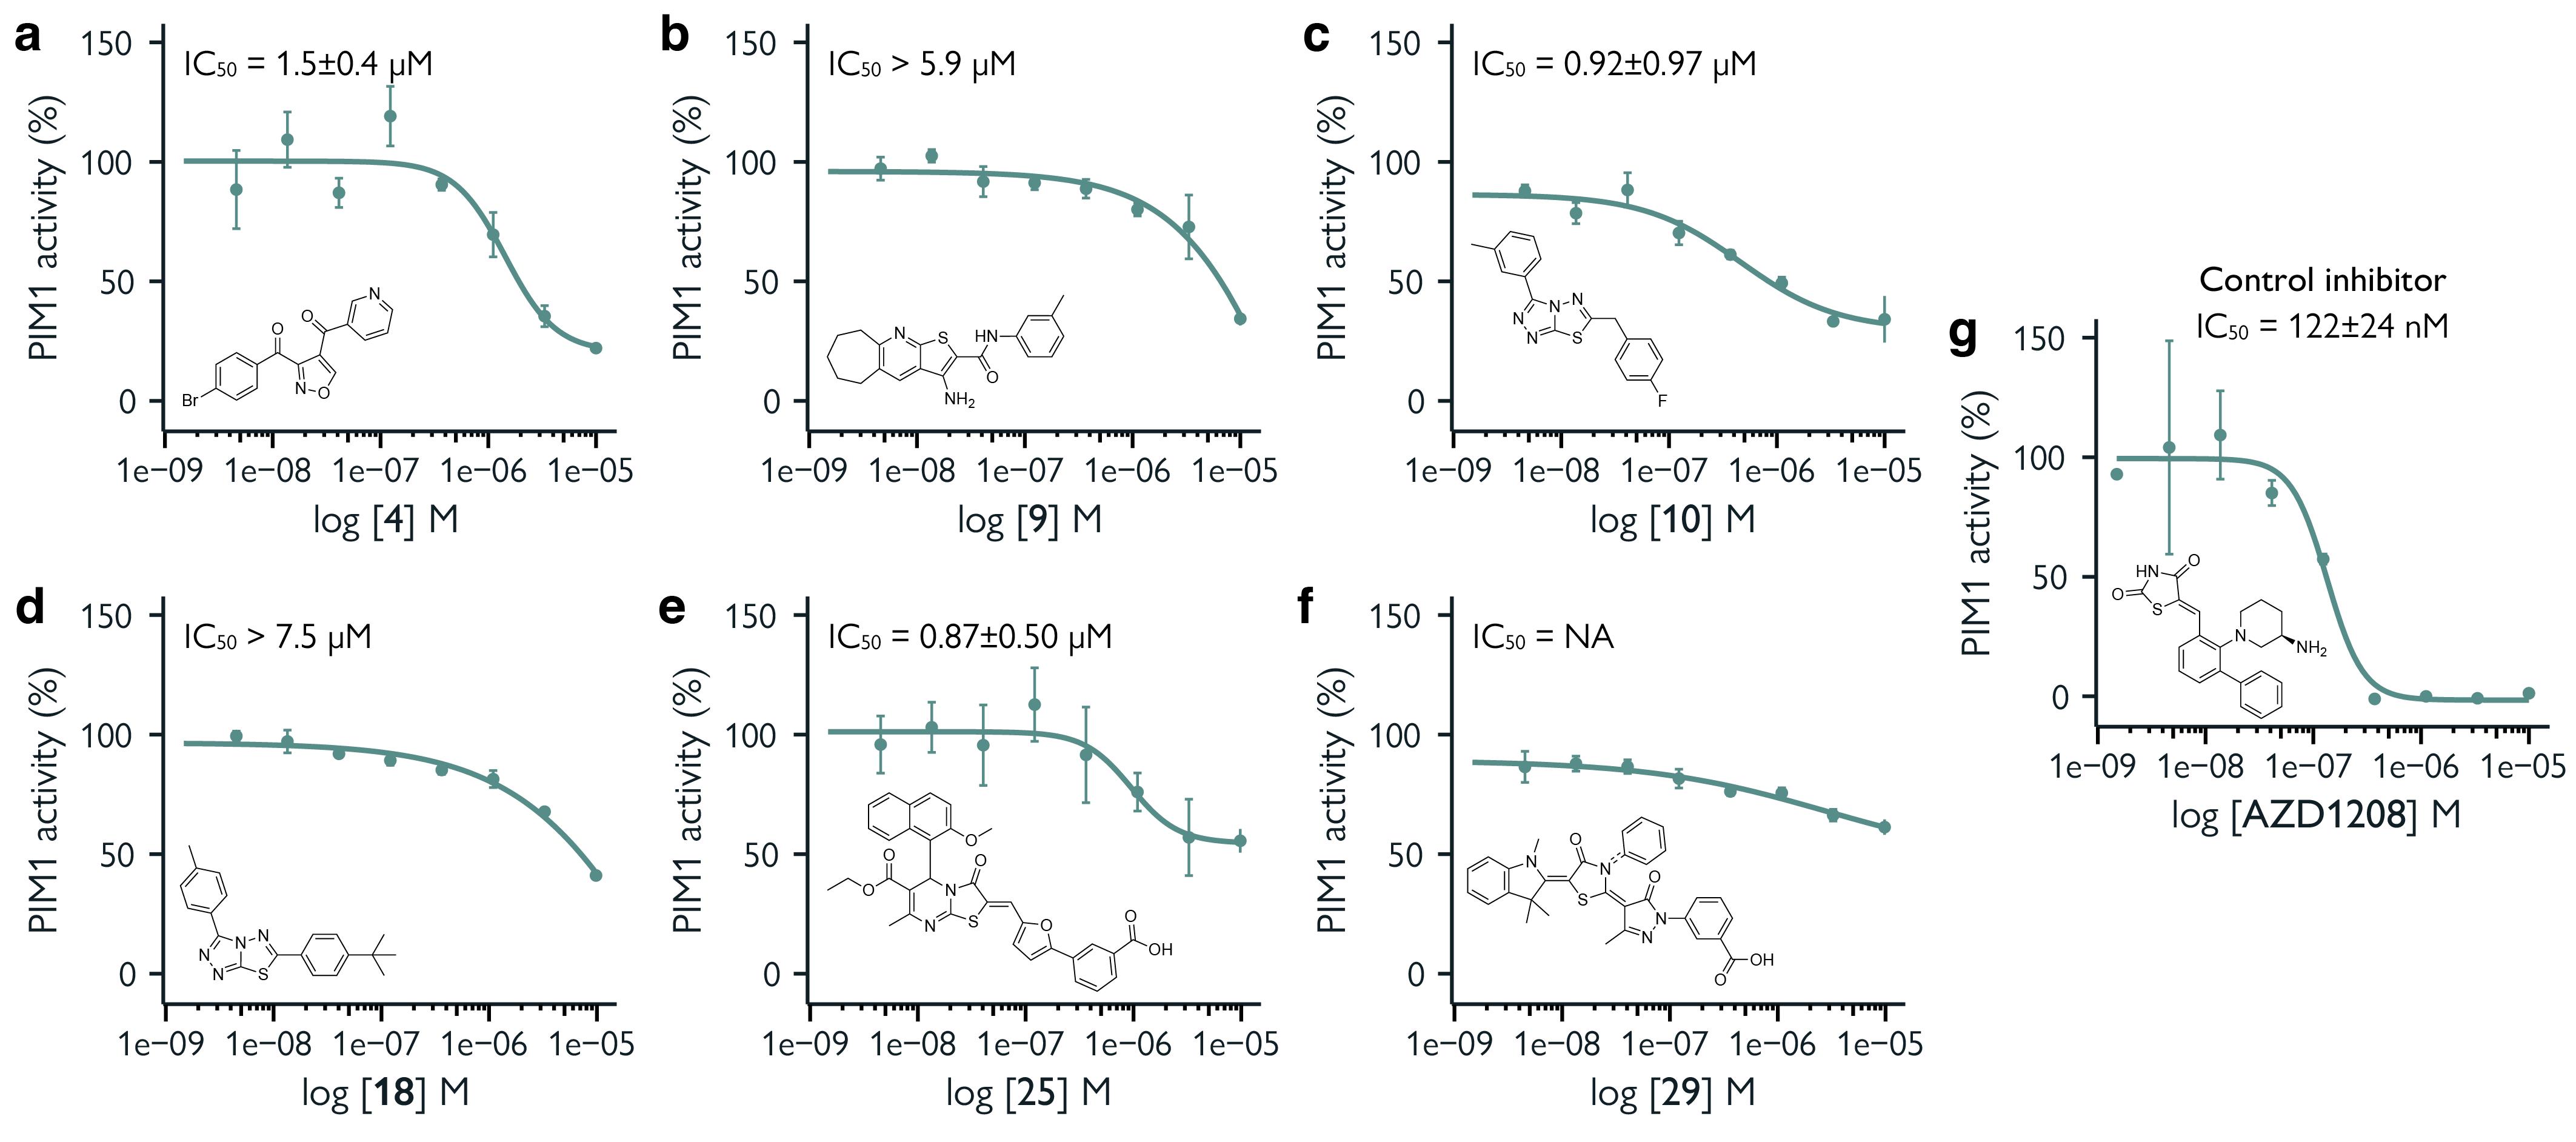 a
IC50 = 1.5±0.4 µM
PIM1 activity (%)
150
100
50
0
O
O
N
Br
N
O
1e−09 1e−08 1e−07 1e−06 1e−05
log [4] M
b
IC50 > 5.9 µM
PIM1 activity (%)
150
100
50
0
N
S
HN
O
NH2
1e−09 1e−08 1e−07 1e−06 1e−05
log [9] M
c
IC50 = 0.92±0.97 µM
PIM1 activity (%)
150
100
50
0
N
N
N
N
S
F
1e−09 1e−08 1e−07 1e−06 1e−05
log [10] M
d
IC50 > 7.5 µM
PIM1 activity (%)
150
100
50
0
N
N
N
N
S
1e−09 1e−08 1e−07 1e−06 1e−05
log [18] M
e
IC50 = 0.87±0.50 µM
PIM1 activity (%)
150
100
50
0
O
O
O
O
N
N
S
O
O
OH
1e−09 1e−08 1e−07 1e−06 1e−05
log [25] M
f
IC50 = NA
PIM1 activity (%)
150
100
50
0
N
O
N
S
O
N
N
O
OH
1e−09 1e−08 1e−07 1e−06 1e−05
log [29] M
g
Control inhibitor
IC50 = 122±24 nM
PIM1 activity (%)
150
100
50
0
HN
O
O
S
N
NH2
1e−09 1e−08 1e−07 1e−06 1e−05
log [AZD1208] M